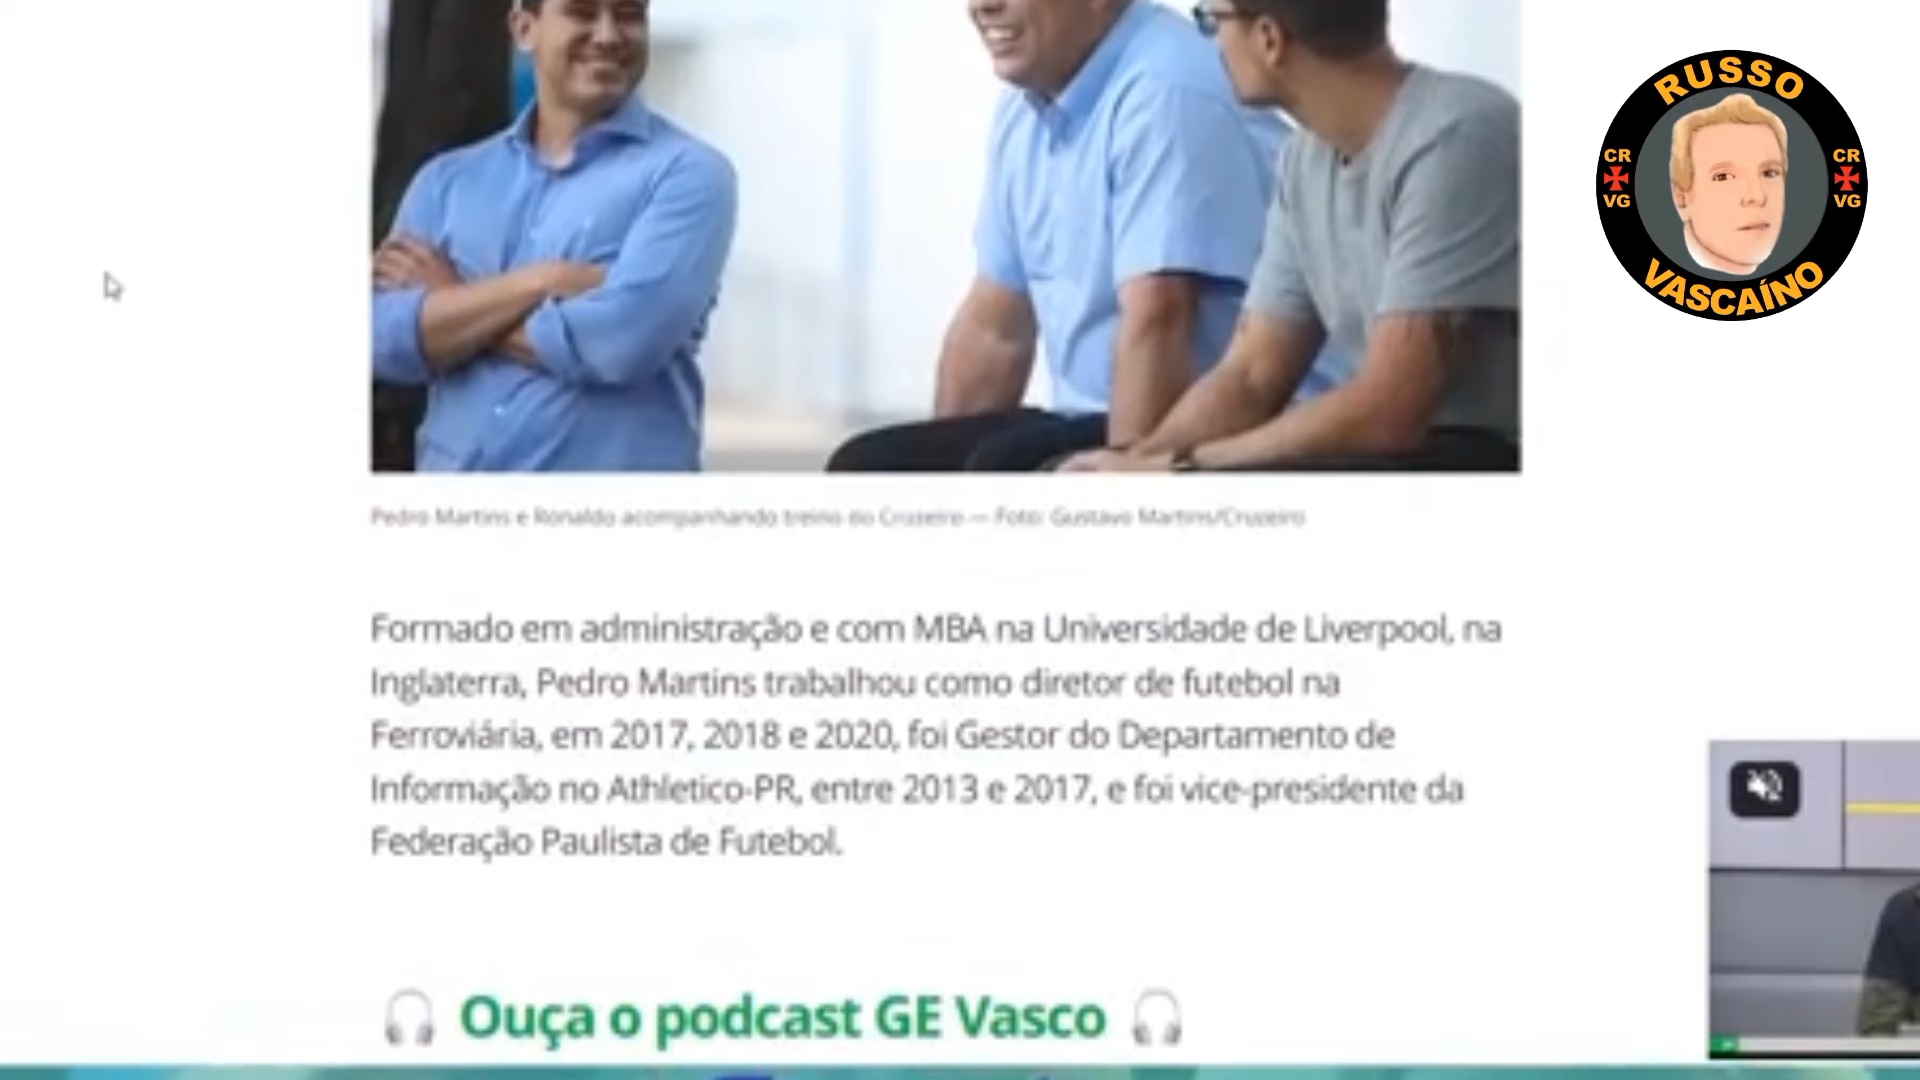 RUSSO
CR
VG
CR
VG
VASCAÍNO
Pedro Martins e Ronaldo acompanhando treino do Cruzeiro — Foto: Gustavo Martins/Cruzeiro
Formado em administração e com MBA na Universidade de Liverpool, na
Inglaterra, Pedro Martins trabalhou como diretor de futebol na
Ferroviária, em 2017, 2018 e 2020, foi Gestor do Departamento de
Informação no Athletico-PR, entre 2013 e 2017, e foi vice-presidente da
Federação Paulista de Futebol.
Ouça o podcast GE Vasco